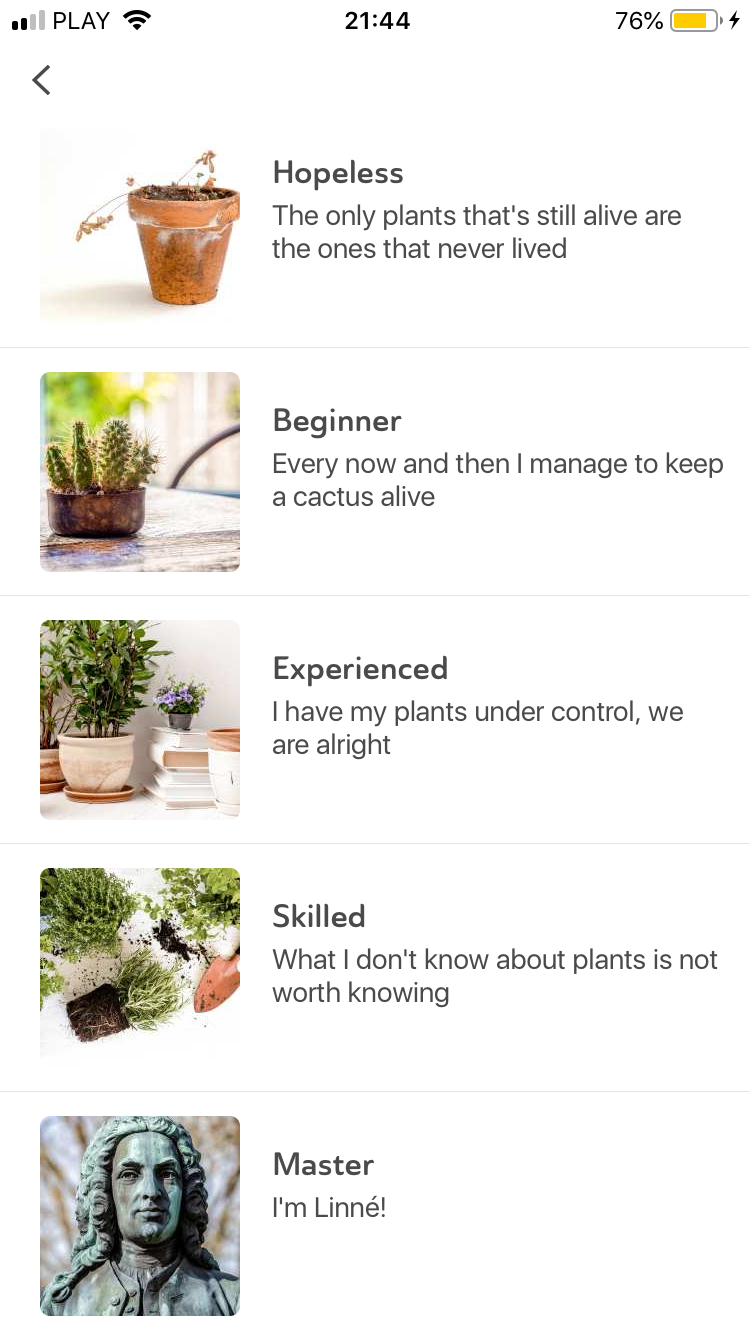 PLAY 21:44 76%
Hopeless
The only plants that's still alive are
the ones that never lived
Beginner
Every now and then I manage to keep
a cactus alive
Experienced
I have my plants under control, we
are alright
Skilled
What I don't know about plants is not
worth knowing
Master
I'm Linné!